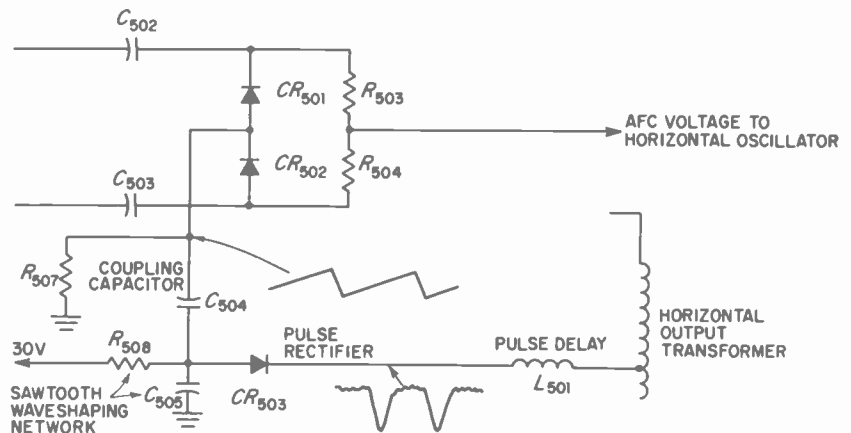 C502
CR501
R503
AFC VOLTAGE TO
HORIZONTAL OSCILLATOR
CR502
R504
C503
R507
COUPLING
CAPACITOR
C504
HORIZONTAL
OUTPUT
TRANSFORMER
30V
R508
PULSE
RECTIFIER
PULSE DELAY
L501
SAWTOOTH
WAVESHAPING
NETWORK
C505
CR503